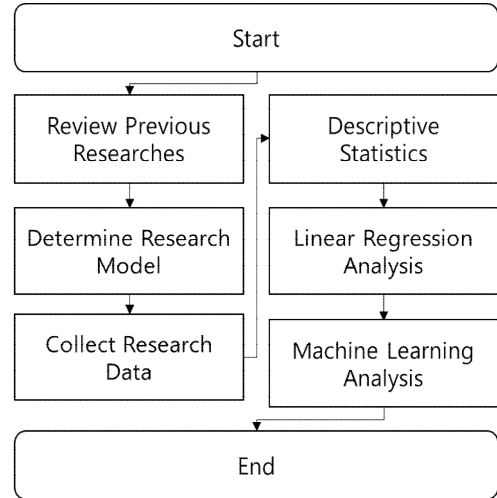 Start
Review Previous
Researches
Determine Research
Model
Collect Research
Data
Descriptive
Statistics
Linear Regression
Analysis
Machine Learning
Analysis
End